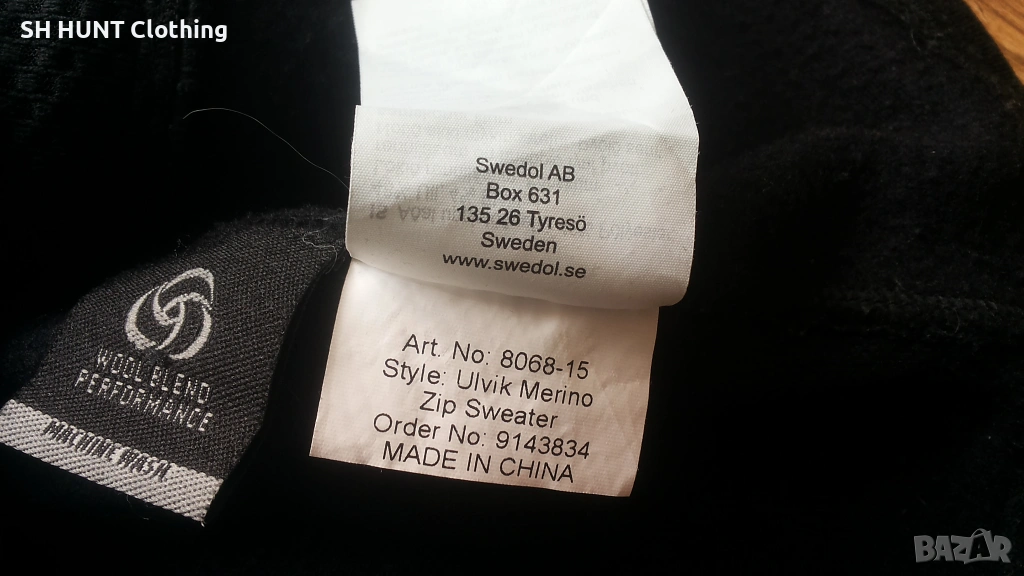 SH HUNT Clothing
Swedol AB
Box 631
135 26 Tyresö
Sweden
www.swedol.se
WOOL BLEND
PERFORMANCE
MACHINE WASH
Art. No: 8068-15
Style: Ulvik Merino
Zip Sweater
Order No: 9143834
MADE IN CHINA
BAZAR